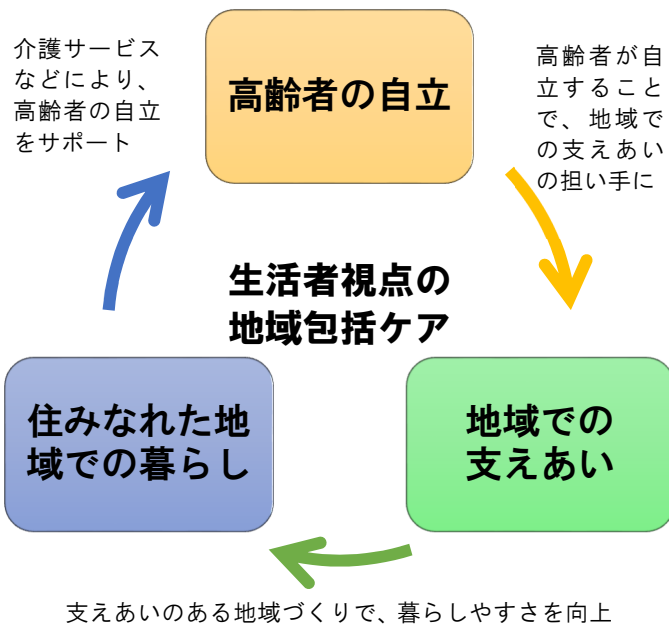 介護サービス
などにより、
高齢者の自立
をサポート
高齢者の自立
高齢者が自
立すること
で、地域で
の支えあい
の担い手に
生活者視点の
地域包括ケア
住みなれた地
域での暮らし
地域での
支えあい
支えあいのある地域づくりで、暮らしやすさを向上